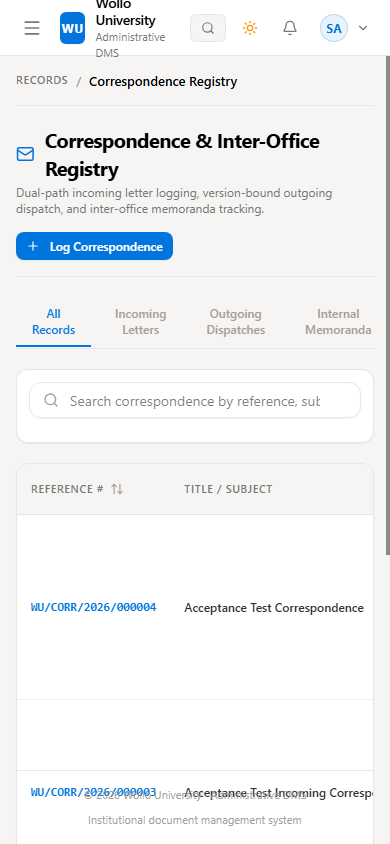 Wollo
University
Administrative
DMS
WU
SA
RECORDS / Correspondence Registry
Correspondence & Inter-Office
Registry
Dual-path incoming letter logging, version-bound outgoing
dispatch, and inter-office memoranda tracking.
+ Log Correspondence
All
Records
Incoming
Letters
Outgoing
Dispatches
Internal
Memoranda
Search correspondence by reference, sub
REFERENCE # TITLE / SUBJECT
WU/CORR/2026/000004 Acceptance Test Correspondence
WU/CORR/2026/000003 Acceptance Test Incoming Corresp
© 2026 Wollo University · Administrative DMS
Institutional document management system